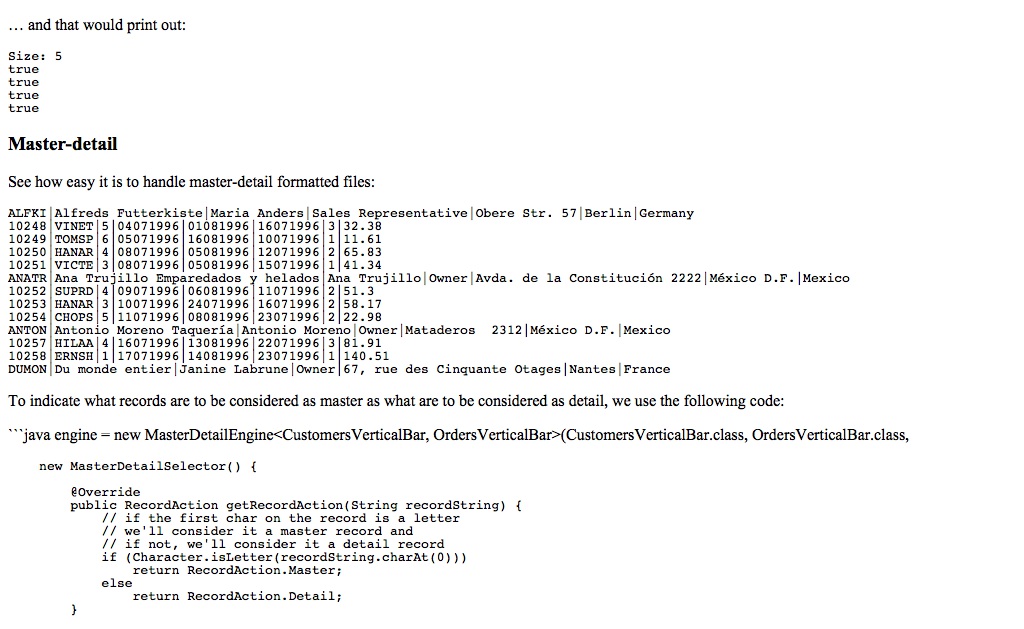 … and that would print out:
Size: 5
true
true
true
true
Master-detail
See how easy it is to handle master-detail formatted files:
ALFKI|Alfreds Futterkiste|Maria Anders|Sales Representative|Obere Str. 57|Berlin|Germany
10248|VINET|5|04071996|01081996|16071996|3|32.38
10249|TOMSP|6|05071996|16081996|10071996|1|11.61
10250|HANAR|4|08071996|05081996|12071996|2|65.83
10251|VICTE|3|08071996|05081996|15071996|1|41.34
ANATR|Ana Trujillo Emparedados y helados|Ana Trujillo|Owner|Avda. de la Constitución 2222|México D.F.|Mexico
10252|SUPRD|4|09071996|06081996|11071996|2|51.3
10253|HANAR|3|10071996|24071996|16071996|2|58.17
10254|CHOPS|5|11071996|08081996|23071996|2|22.98
ANTON|Antonio Moreno Taquería|Antonio Moreno|Owner|Mataderos  2312|México D.F.|Mexico
10257|HILAA|4|16071996|13081996|22071996|3|81.91
10258|ERNSH|1|17071996|14081996|23071996|1|140.51
DUMON|Du monde entier|Janine Labrune|Owner|67, rue des Cinquante Otages|Nantes|France
To indicate what records are to be considered as master as what are to be considered as detail, we use the following code:
```java engine = new MasterDetailEngine<CustomersVerticalBar, OrdersVerticalBar>(CustomersVerticalBar.class, OrdersVerticalBar.class,
    new MasterDetailSelector() {
        @Override
        public RecordAction getRecordAction(String recordString) {
            // if the first char on the record is a letter
            // we'll consider it a master record and
            // if not, we'll consider it a detail record
            if (Character.isLetter(recordString.charAt(0)))
                return RecordAction.Master;
            else
                return RecordAction.Detail;
        }